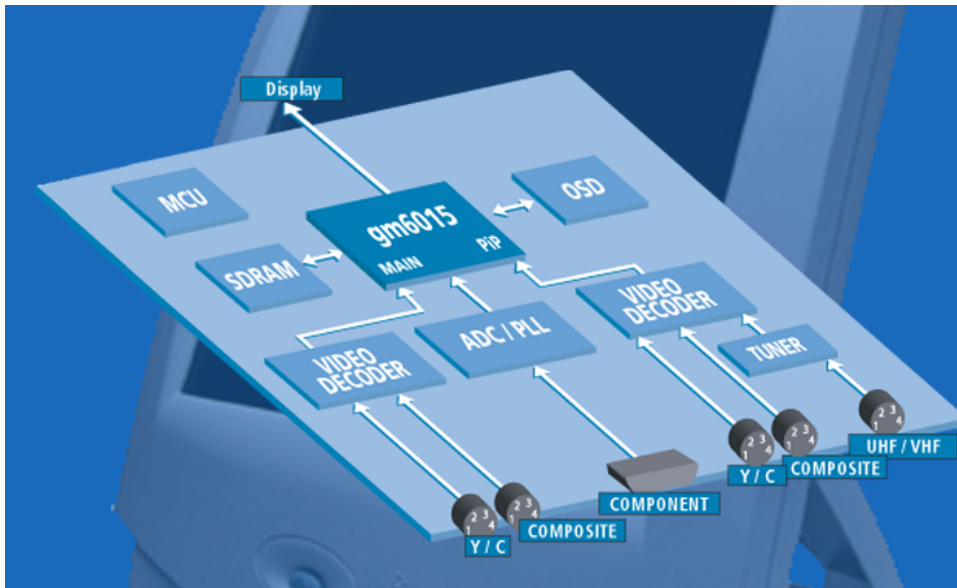 Display
MCU
OSD
gm6015
PiP
MAIN
SDRAM
VIDEO
DECODER
ADC / PLL
VIDEO
DECODER
TUNER
2 3
1 4
UHF / VHF
2 3
1 4
COMPOSITE
2 3
1 4
Y / C
COMPONENT
2 3
1 4
COMPOSITE
2 3
1 4
Y / C